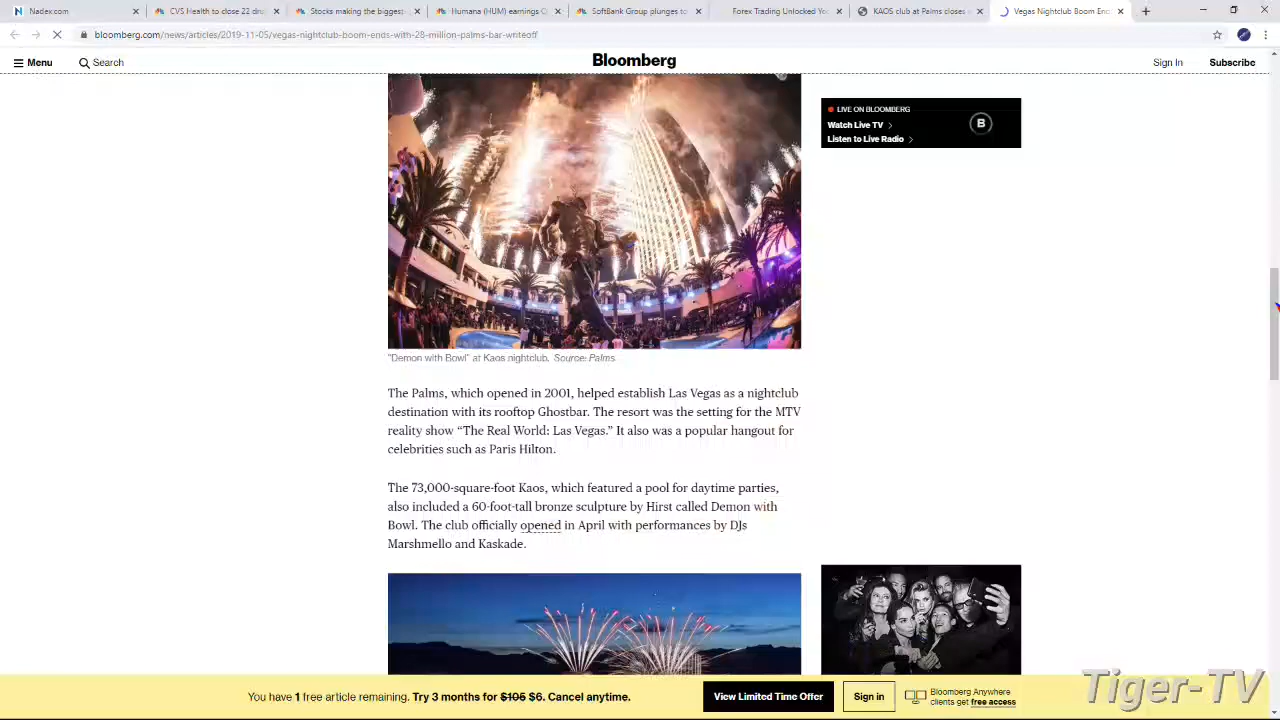 Nadex.com
CVS Health to close 22 dru
Stocks making the biggest
Humana (HUM) earnings Q
SoftBank Group plunges to
Forex Trading Unlocked Yo
KAOS club at Palms closes
Vegas Nightclub Boom En
bloomberg.com/news/articles/2019-11-05/vegas-nightclub-boom-ends-with-28-million-palms-bar-writeoff
Menu
Search
Bloomberg
Sign In
Subscribe
LIVE ON BLOOMBERG
Watch Live TV
Listen to Live Radio
B
"Demon with Bowl" at Kaos nightclub. Source: Palms
The Palms, which opened in 2001, helped establish Las Vegas as a nightclub
destination with its rooftop Ghostbar. The resort was the setting for the MTV
reality show “The Real World: Las Vegas.” It also was a popular hangout for
celebrities such as Paris Hilton.
The 73,000-square-foot Kaos, which featured a pool for daytime parties,
also included a 60-foot-tall bronze sculpture by Hirst called Demon with
Bowl. The club officially opened in April with performances by DJs
Marshmello and Kaskade.
You have 1 free article remaining. Try 3 months for $105 $6. Cancel anytime.
View Limited Time Offer
Sign in
Bloomberg Anywhere
clients get free access
Tiger-TV